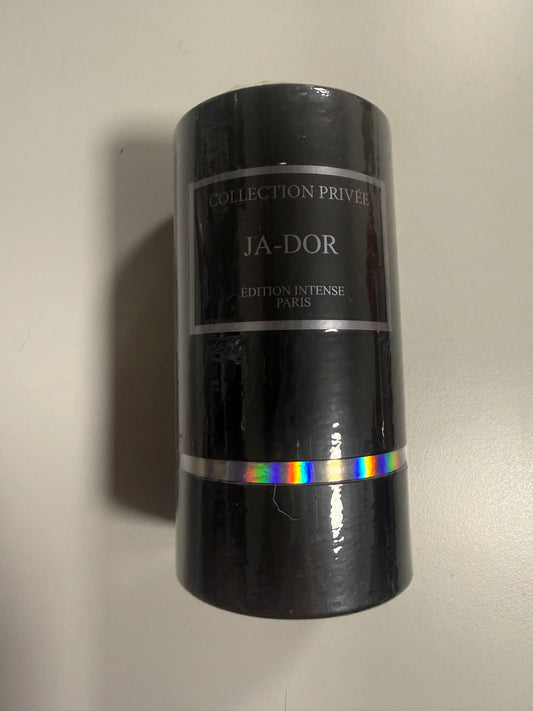 COLLECTION PRIVÉE
JA-DOR
ÉDITION INTENSE
PARIS